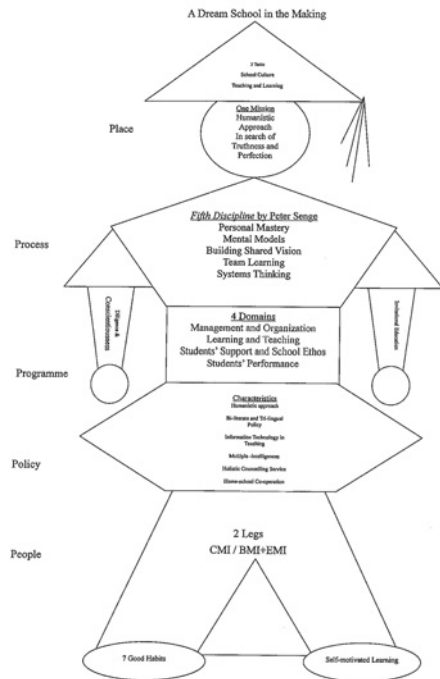 A Dream School in the Making
School Culture
Teaching and Learning
Place
One Mission
Humanistic
Approach
In search of
Truthness and
Perfection
Process
Fifth Discipline by Peter Senge
Personal Mastery
Mental Models
Building Shared Vision
Team Learning
Systems Thinking
Diligence &
Conscientiousness
Invitational Education
4 Domains
Management and Organization
Learning and Teaching
Students' Support and School Ethos
Students' Performance
Programme
Characteristics
Humanistic approach
Bi-literate and Tri-lingual
Policy
Information Technology in
Teaching
Multiple-intelligences
Holistic Counselling Service
Home-school Co-operation
Policy
People
2 Legs
CMI / BMI+EMI
7 Good Habits
Self-motivated Learning